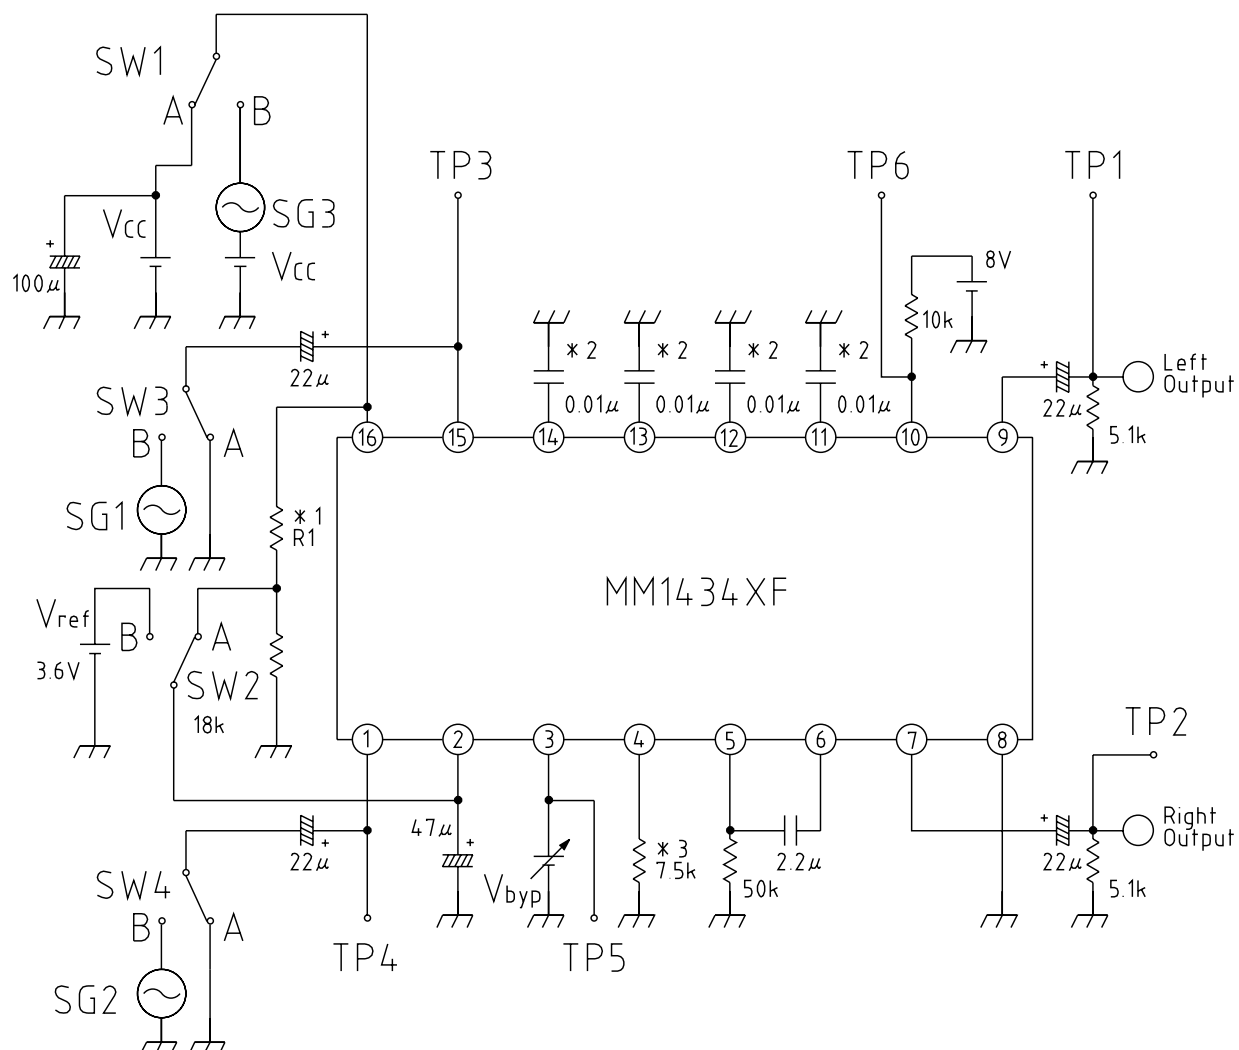 SW1
A
B
TP3
TP6
TP1
SG3
VCC
+
100μ
VCC
8V
10k
+
22μ
✳2
0.01μ
✳2
0.01μ
✳2
0.01μ
✳2
0.01μ
+
22μ
Left
Output
5.1k
SW3
B
A
16
15
14
13
12
11
10
9
SG1
✳1
R1
MM1434XF
Vref
3.6V
B
A
SW2
18k
1
2
3
4
5
6
7
8
TP2
47μ
+
22μ
+
✳3
7.5k
2.2μ
50k
Vbyp
+
22μ
Right
Output
5.1k
SW4
B
A
TP4
TP5
SG2